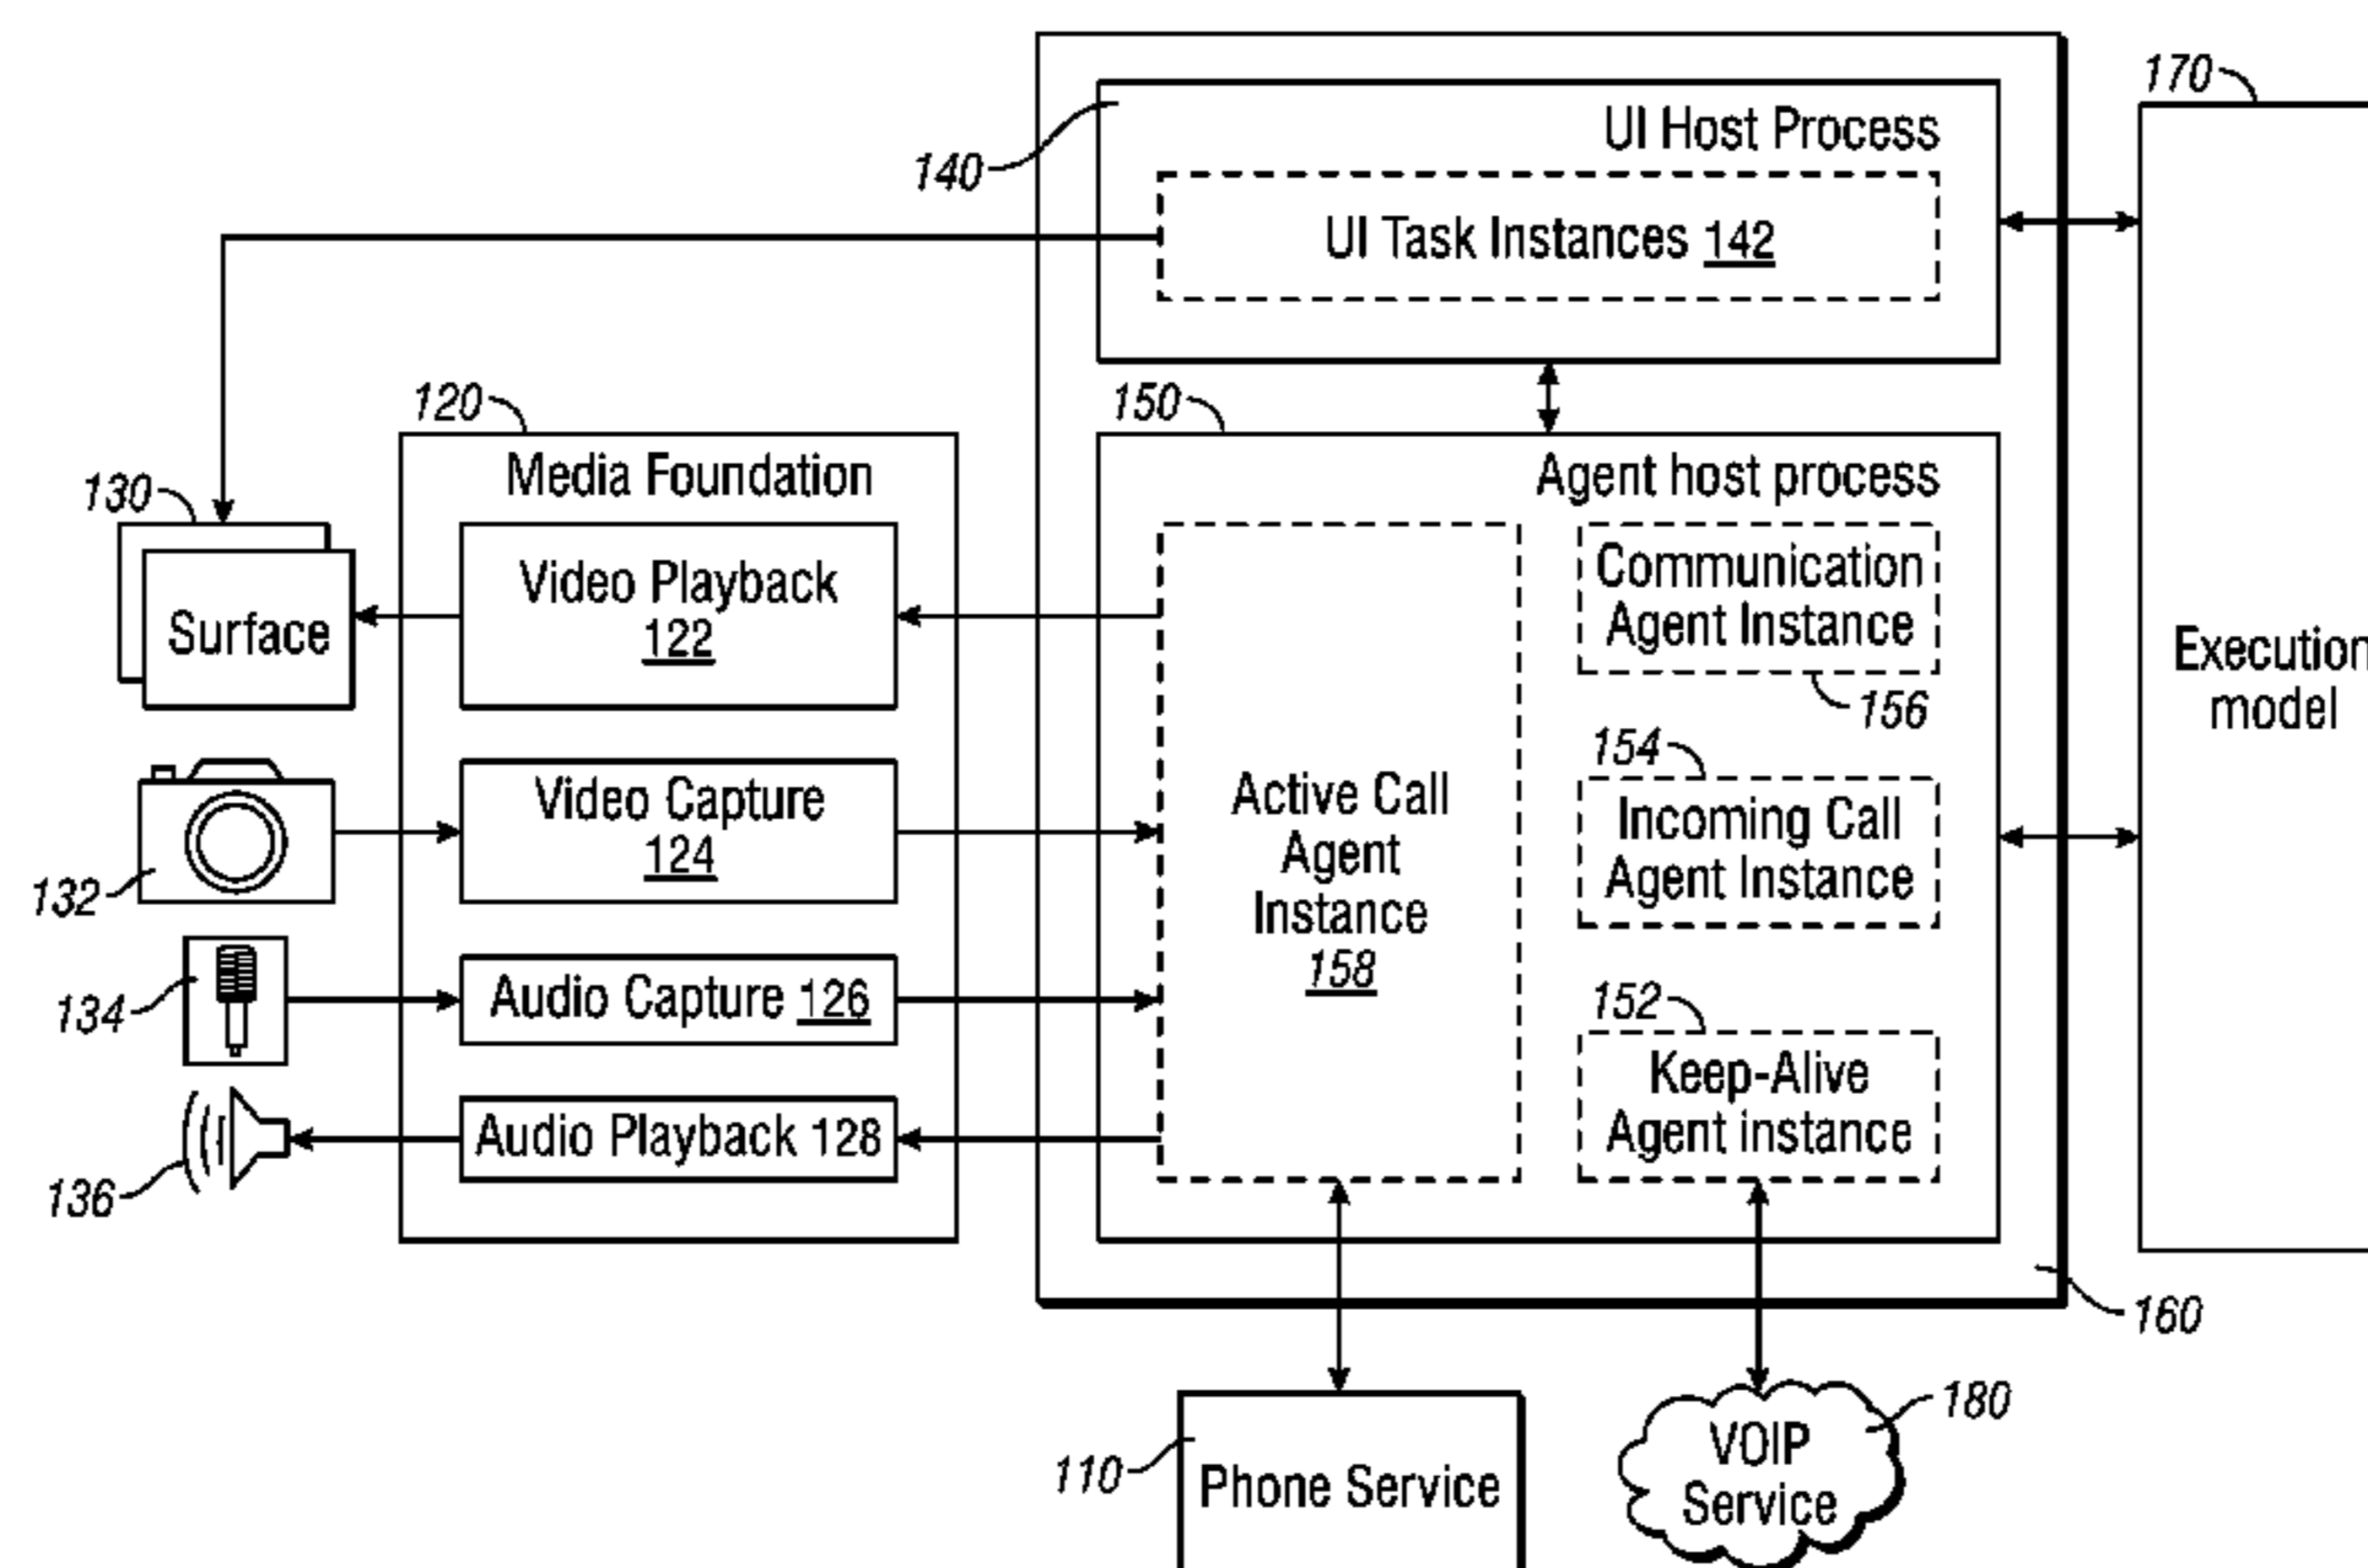 170
UI Host Process
140
UI Task Instances 142
120
150
Media Foundation
Agent host process
130
Surface
Video Playback
122
Communication
Agent Instance
156
Execution
model
154
Video Capture
124
Active Call
Agent
Instance
158
Incoming Call
Agent Instance
132
134
Audio Capture 126
152
Keep-Alive
Agent instance
Audio Playback 128
136
160
110
Phone Service
VOIP
Service
180